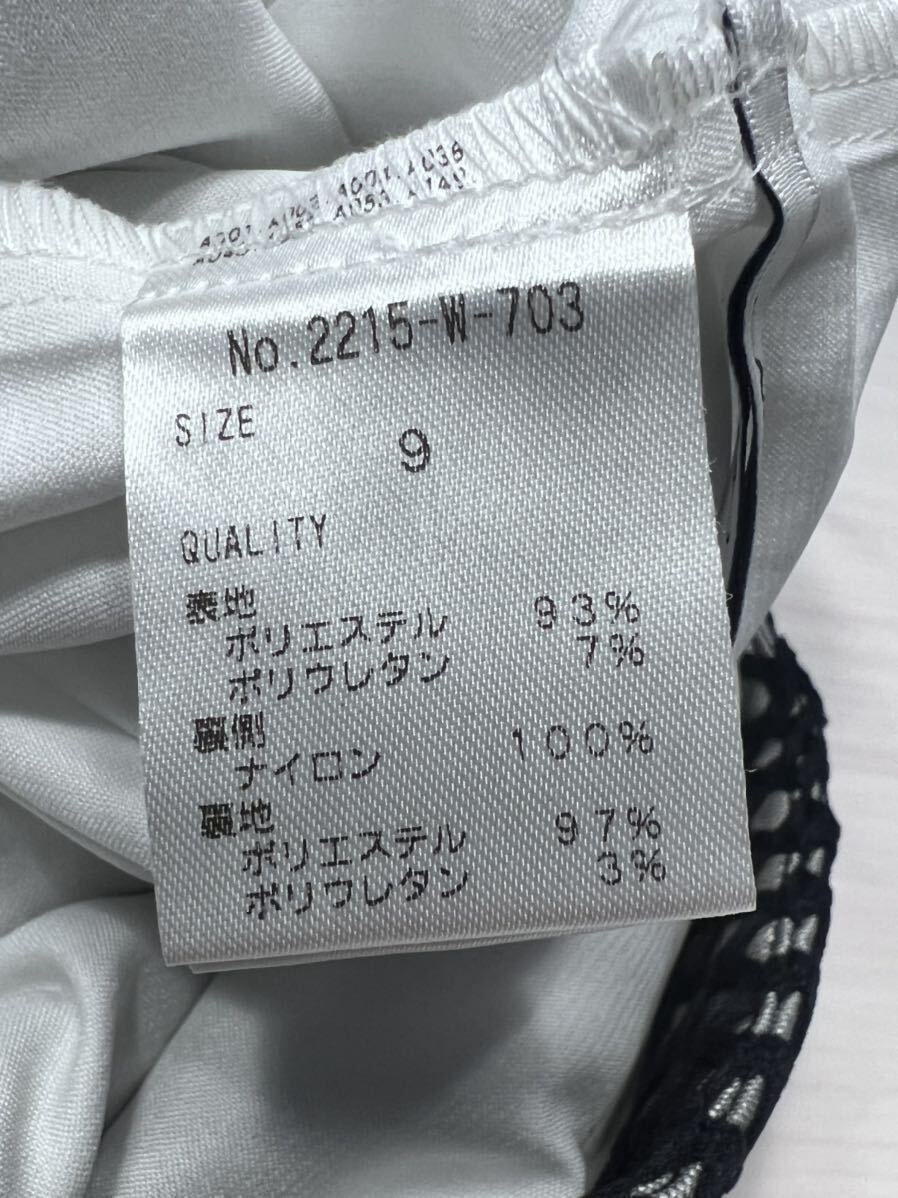 No.2215-W-703
SIZE
9
QUALITY
表地
ポリエステル 93%
ポリウレタン 7%
裏側
ナイロン 100%
裏地
ポリエステル 97%
ポリウレタン 3%